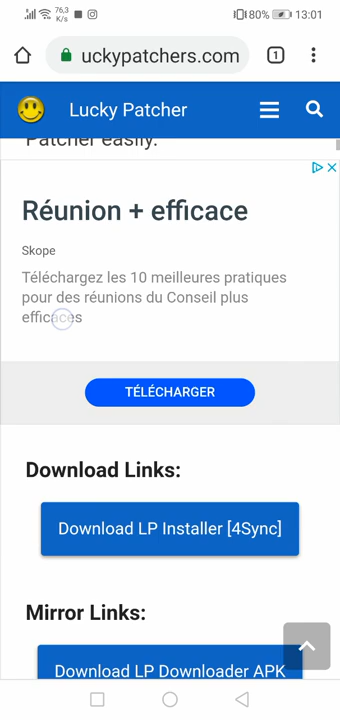 76,3
K/s
80%
13:01
uckypatchers.com
1
Lucky Patcher
Patcher easily.
Réunion + efficace
Skope
Téléchargez les 10 meilleures pratiques
pour des réunions du Conseil plus
efficaces
TÉLÉCHARGER
Download Links:
Download LP Installer [4Sync]
Mirror Links:
Download LP Downloader APK